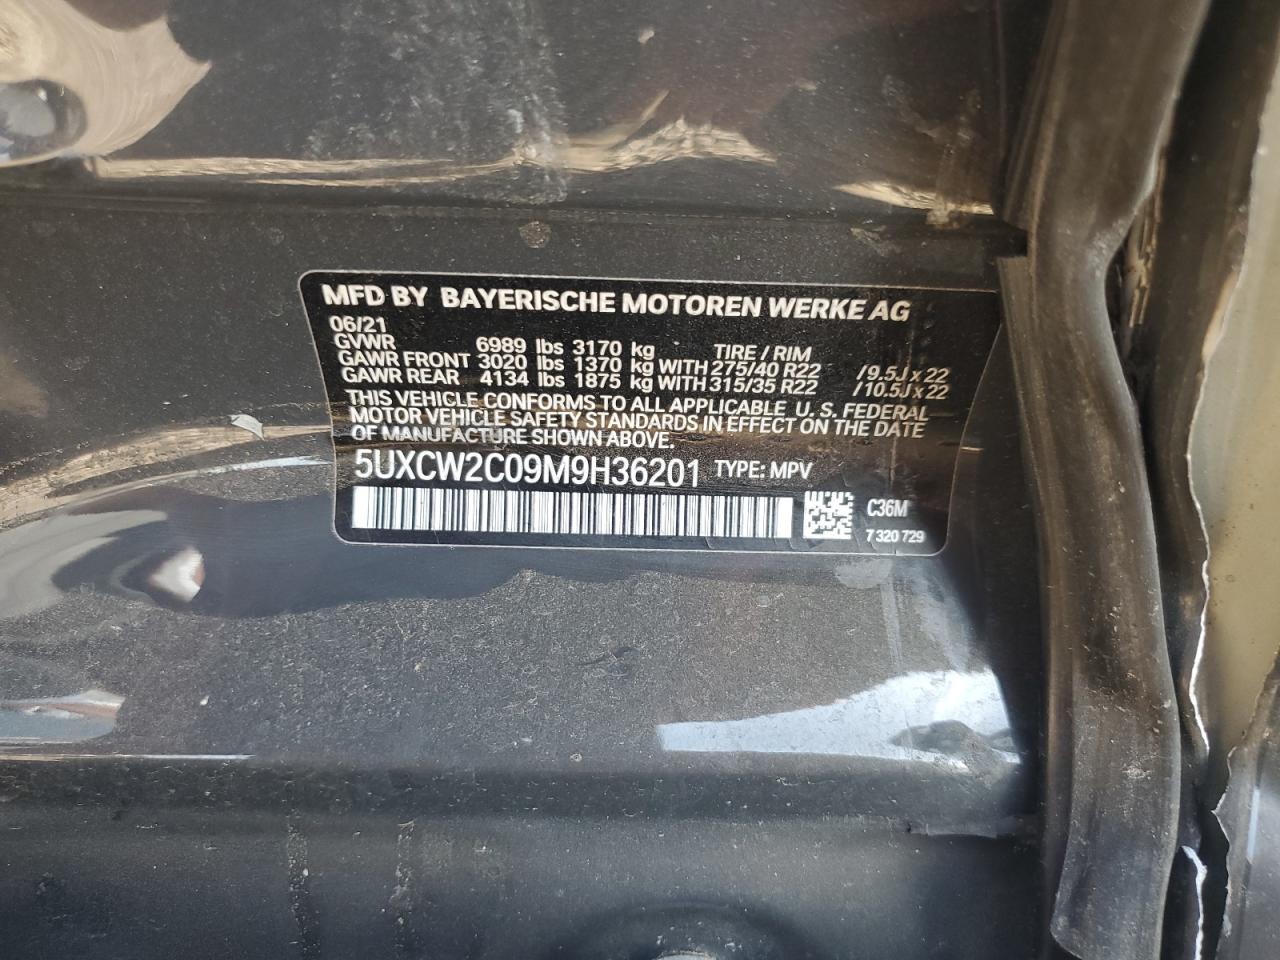 MFD BY BAYERISCHE MOTOREN WERKE AG
06/21
GVWR 6989 lbs 3170 kg TIRE / RIM
GAWR FRONT 3020 lbs 1370 kg WITH 275/40 R22 /9.5J x 22
GAWR REAR 4134 lbs 1875 kg WITH 315/35 R22 /10.5J x 22
THIS VEHICLE CONFORMS TO ALL APPLICABLE U. S. FEDERAL
MOTOR VEHICLE SAFETY STANDARDS IN EFFECT ON THE DATE
OF MANUFACTURE SHOWN ABOVE.
5UXCW2C09M9H36201 TYPE: MPV
C36M
7 320 729